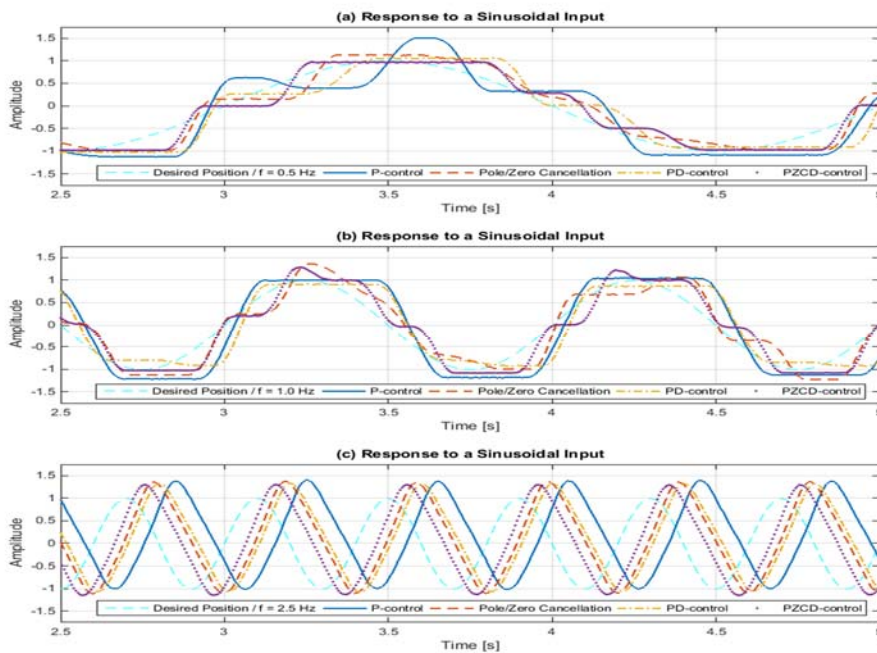 (a) Response to a Sinusoidal Input
1.5
1
0.5
0
-0.5
-1
-1.5
Amplitude
Desired Position / f = 0.5 Hz P-control Pole/Zero Cancellation PD-control PZCD-control
2.5 3 3.5 4 4.5
Time [s]
(b) Response to a Sinusoidal Input
1.5
1
0.5
0
-0.5
-1
-1.5
Amplitude
Desired Position / f = 1.0 Hz P-control Pole/Zero Cancellation PD-control PZCD-control
2.5 3 3.5 4 4.5
Time [s]
(c) Response to a Sinusoidal Input
1.5
1
0.5
0
-0.5
-1
-1.5
Amplitude
Desired Position / f = 2.5 Hz P-control Pole/Zero Cancellation PD-control PZCD-control
2.5 3 3.5 4 4.5
Time [s]